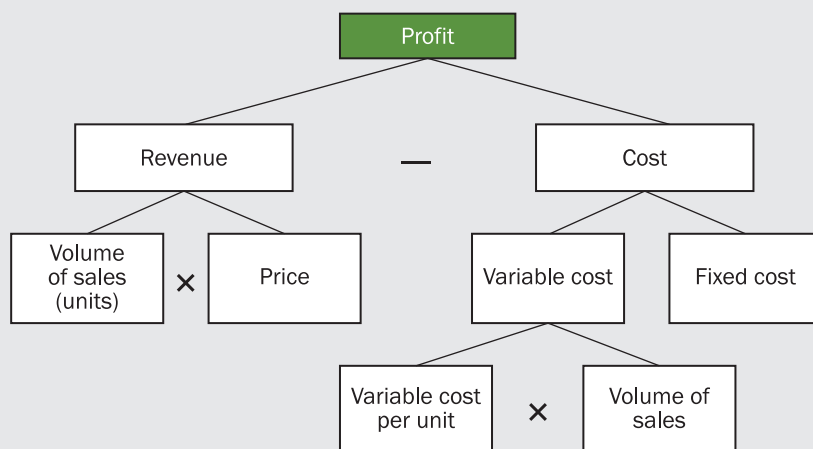 Profit
Revenue
—
Cost
Volume
of sales
(units)
×
Price
Variable cost
Fixed cost
Variable cost
per unit
×
Volume of
sales